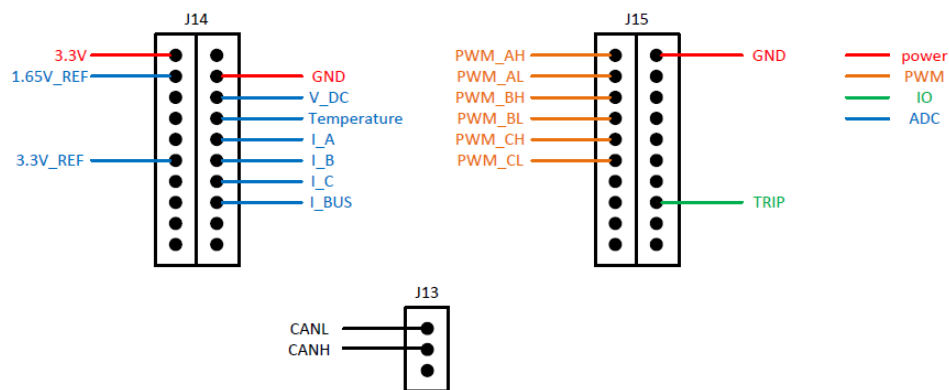 J14
3.3V
1.65V_REF
3.3V_REF
GND
V_DC
Temperature
I_A
I_B
I_C
I_BUS
J15
PWM_AH
PWM_AL
PWM_BH
PWM_BL
PWM_CH
PWM_CL
GND
TRIP
power
PWM
IO
ADC
J13
CANL
CANH